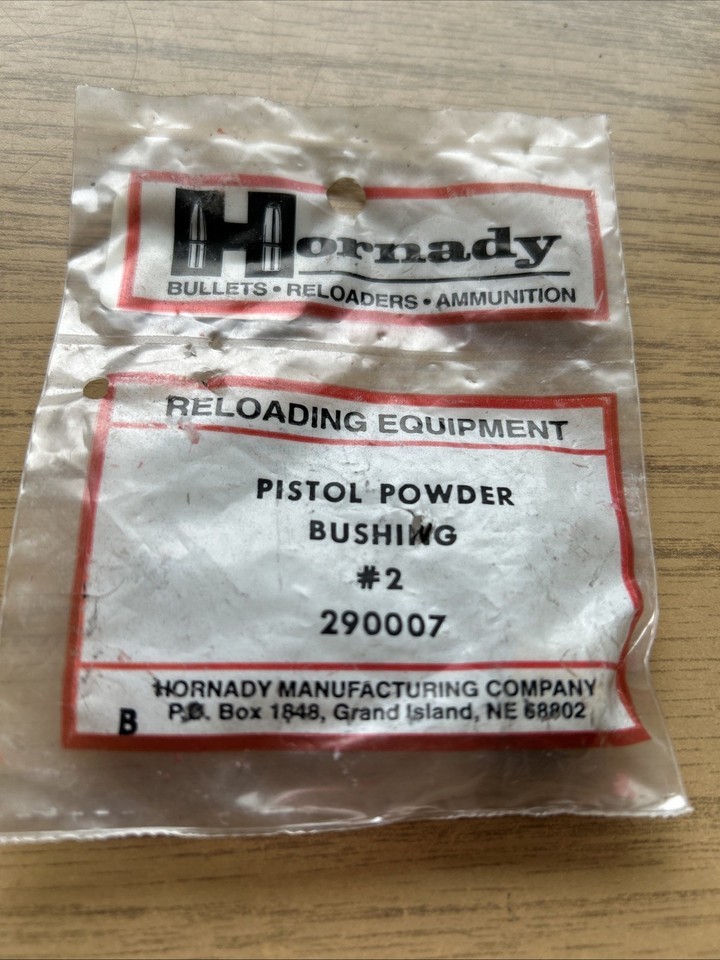 Hornady
BULLETS • RELOADERS • AMMUNITION
RELOADING EQUIPMENT
PISTOL POWDER
BUSHING
#2
290007
HORNADY MANUFACTURING COMPANY
B P.O. Box 1848, Grand Island, NE 68802